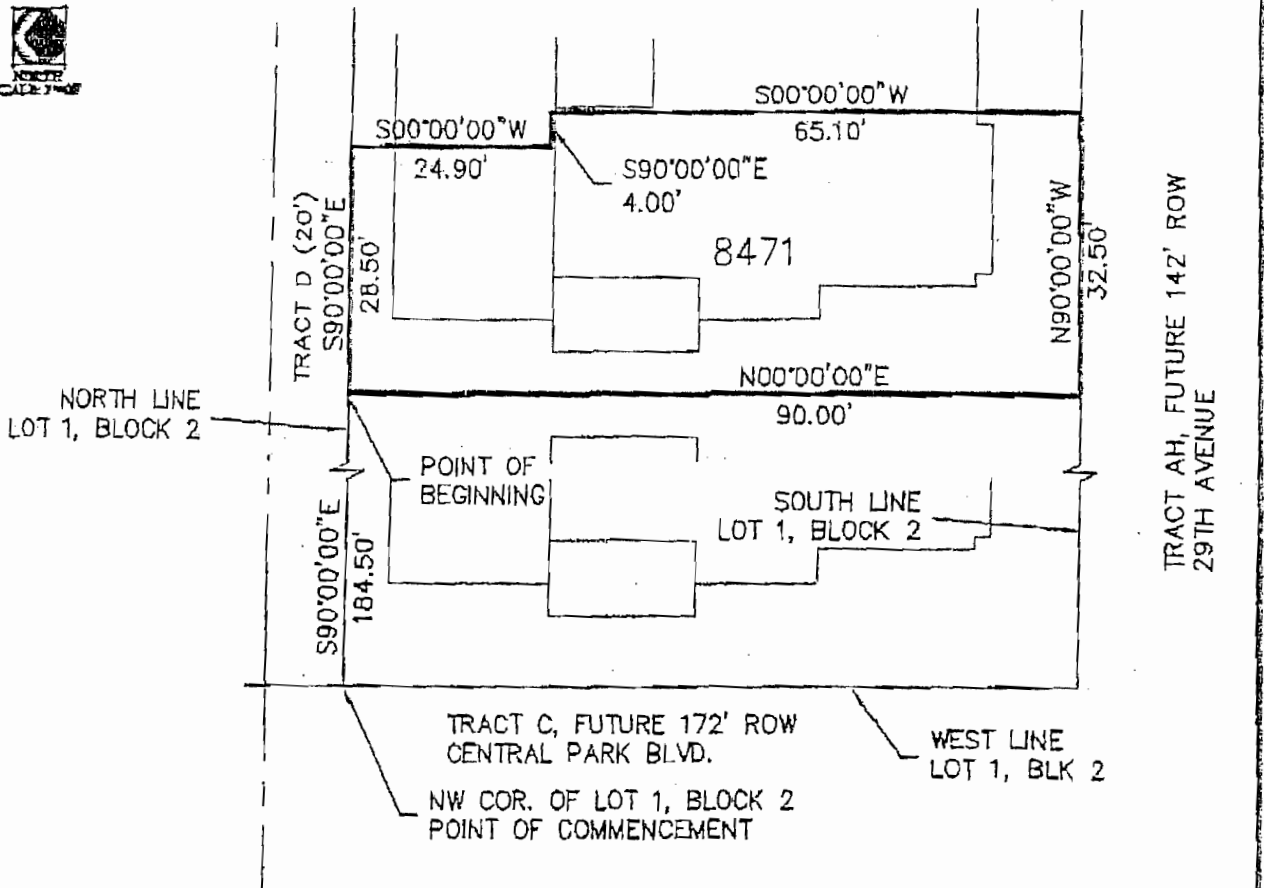 NORTH
S00°00'00"W
65.10'
S00°00'00"W
24.90'
S90°00'00"E
4.00'
TRACT D (20')
S90°00'00"E
28.50'
8471
N90°00'00"W
32.50'
TRACT AH, FUTURE 142' ROW
29TH AVENUE
N00°00'00"E
90.00'
NORTH LINE
LOT 1, BLOCK 2
POINT OF
BEGINNING
SOUTH LINE
LOT 1, BLOCK 2
S90°00'00"E
184.50'
TRACT C, FUTURE 172' ROW
CENTRAL PARK BLVD.
WEST LINE
LOT 1, BLK 2
NW COR. OF LOT 1, BLOCK 2
POINT OF COMMENCEMENT